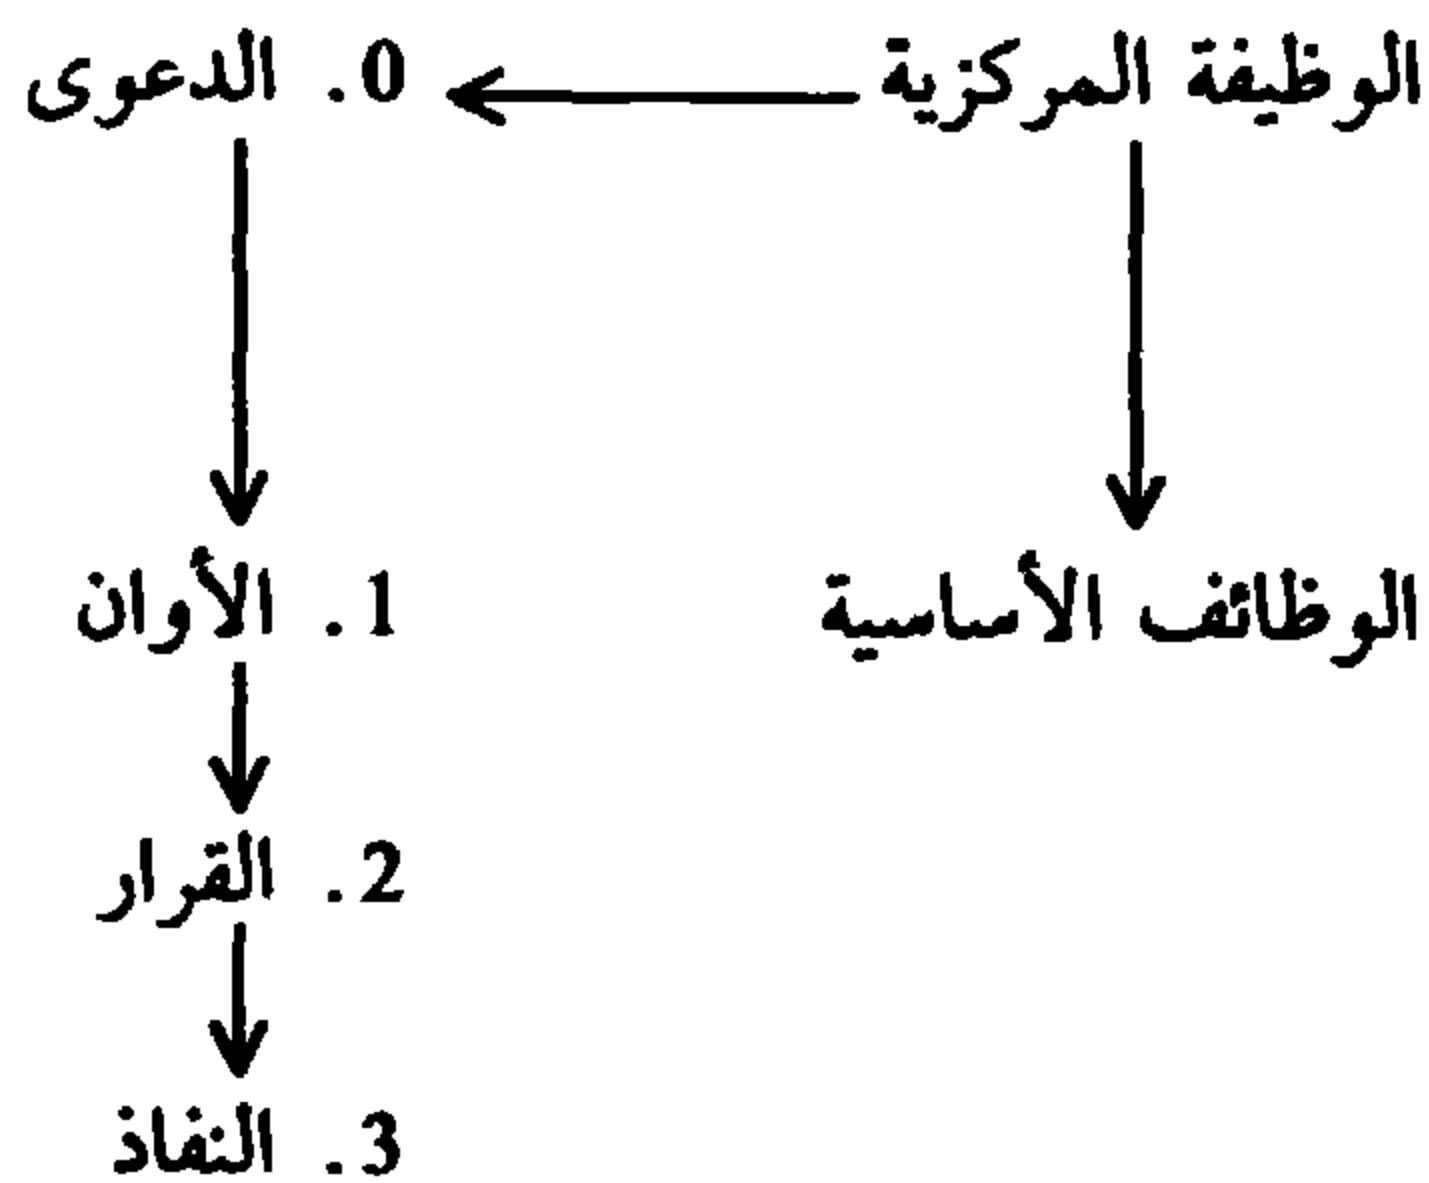 الوظيفة المركزية 0. الدعوى
الوظائف الأساسية 1. الأوان
2. القرار
3. النفاذ